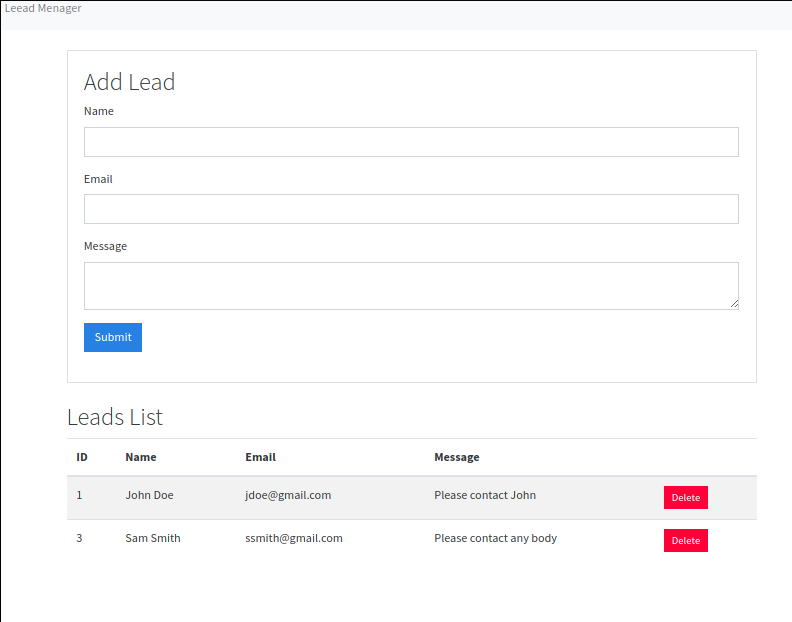 Leead Menager
Add Lead
Name
Email
Message
Submit
Leads List
ID Name Email Message
1 John Doe jdoe@gmail.com Please contact John Delete
3 Sam Smith ssmith@gmail.com Please contact any body Delete